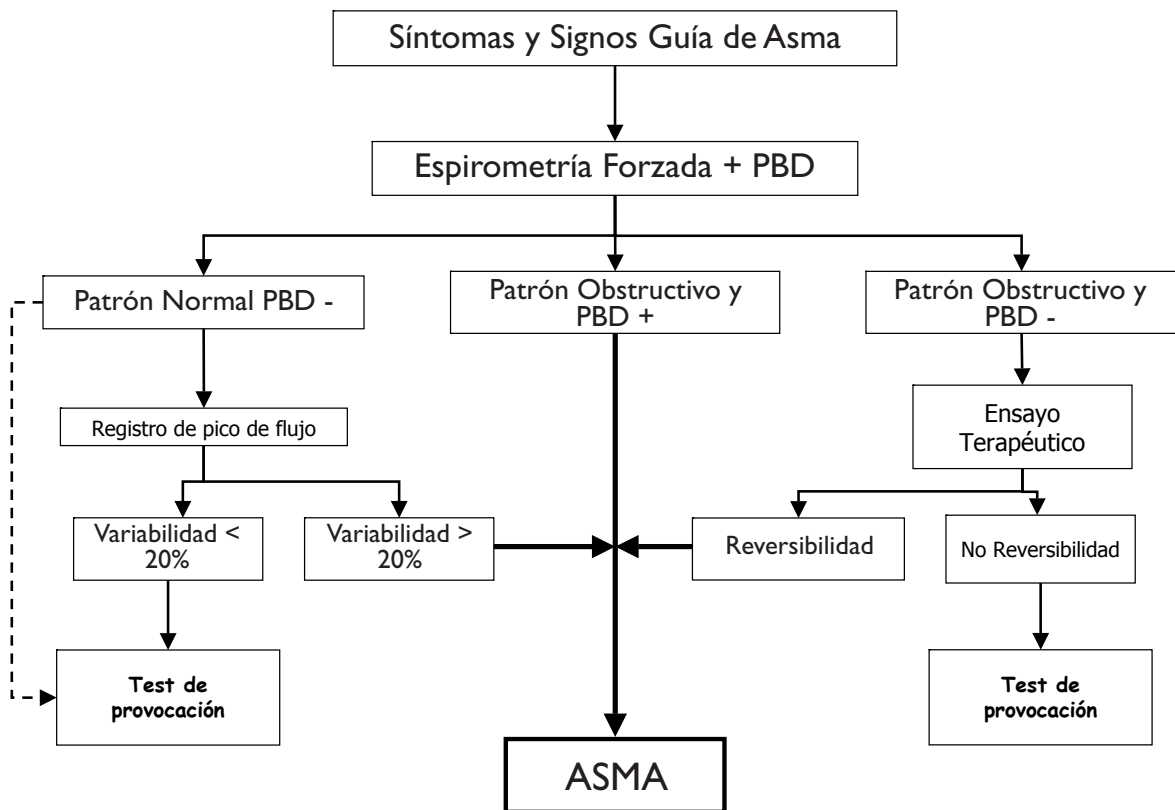 Síntomas y Signos Guía de Asma
Espirometría Forzada + PBD
Patrón Normal PBD -
Patrón Obstructivo y
PBD +
Patrón Obstructivo y
PBD -
Registro de pico de flujo
Ensayo
Terapéutico
Variabilidad <
20%
Variabilidad >
20%
Reversibilidad
No Reversibilidad
Test de
provocación
Test de
provocación
ASMA